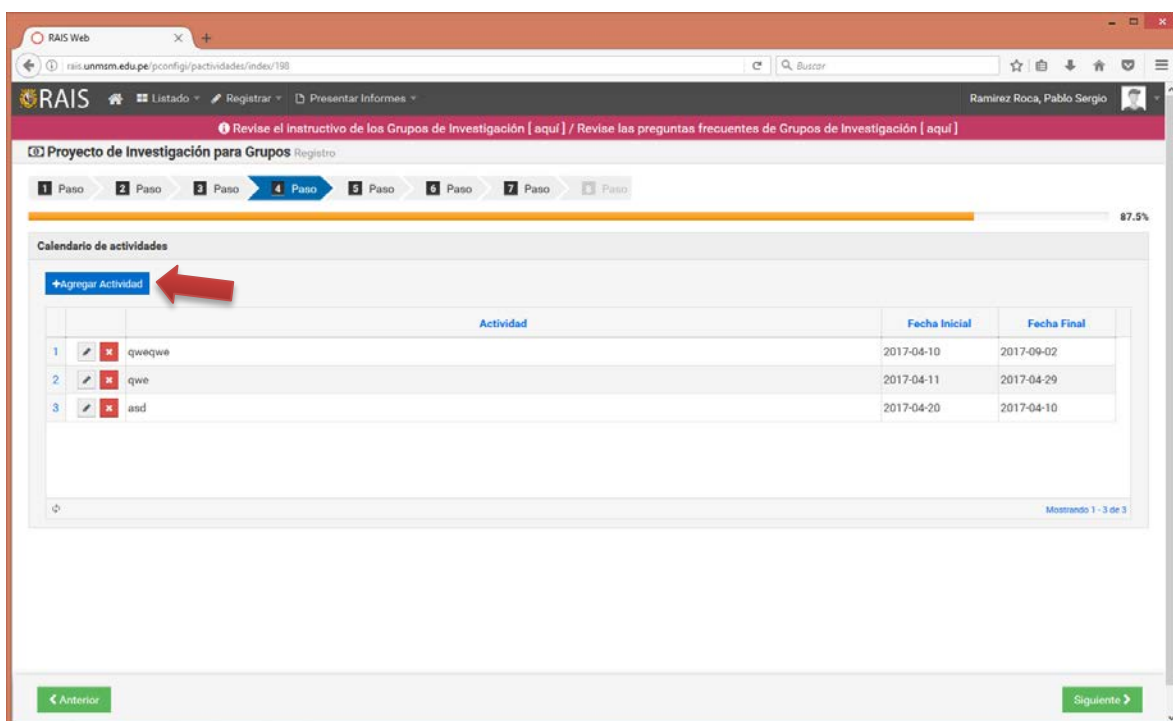 RAIS Web
rais.unmsm.edu.pe/pconfigi/pactividades/index/198
Buscar
RAIS Listado Registrar Presentar Informes Ramirez Roca, Pablo Sergio
Revise el instructivo de los Grupos de Investigación [ aquí ] / Revise las preguntas frecuentes de Grupos de Investigación [ aquí ]
Proyecto de Investigación para Grupos Registro
1 Paso 2 Paso 3 Paso 4 Paso 5 Paso 6 Paso 7 Paso 8 Paso
87.5%
Calendario de actividades
+Agregar Actividad
Actividad Fecha Inicial Fecha Final
1 qweqwe 2017-04-10 2017-09-02
2 qwe 2017-04-11 2017-04-29
3 asd 2017-04-20 2017-04-10
Mostrando 1 - 3 de 3
Anterior Siguiente